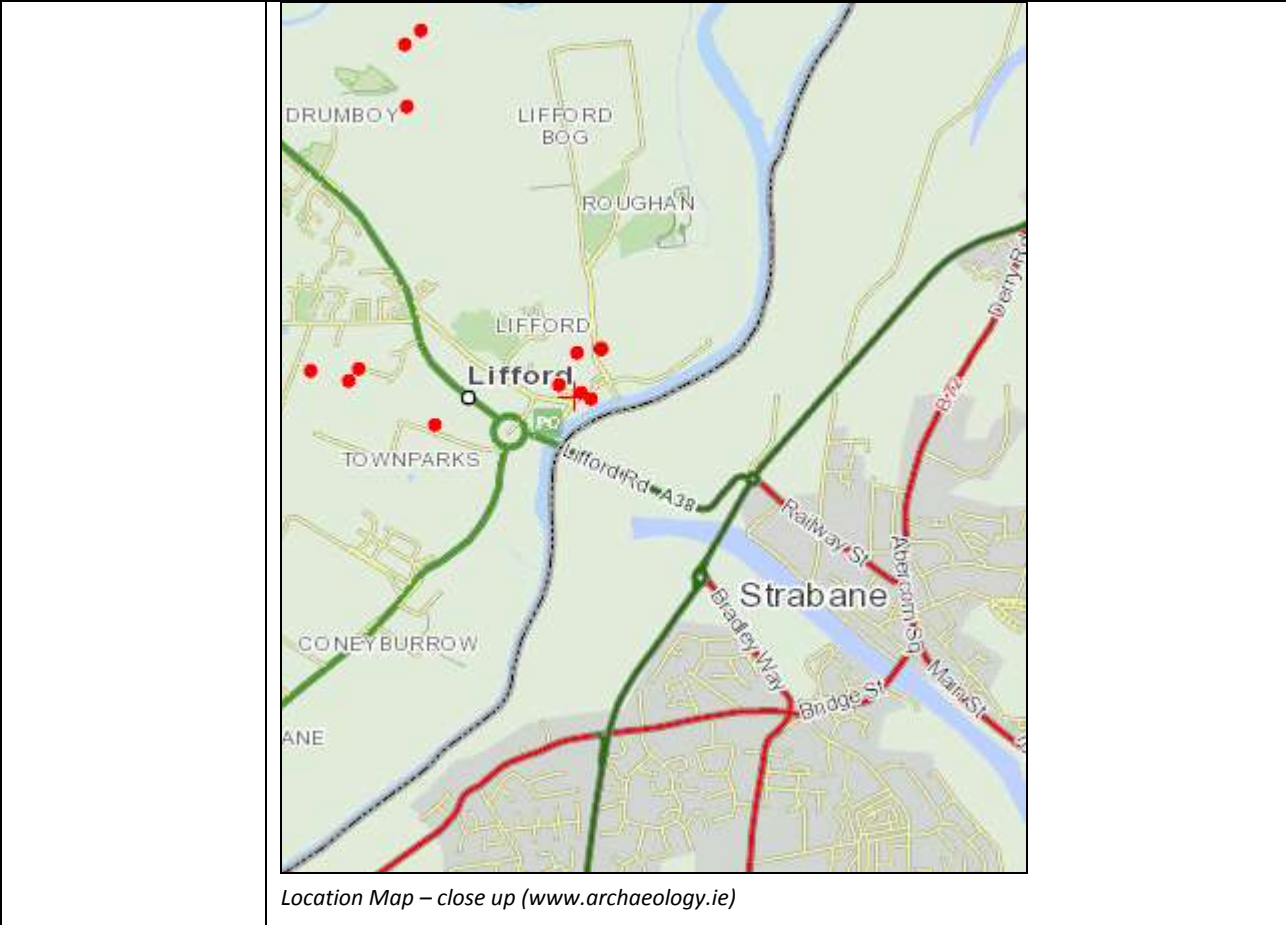 DRUMBOY
LIFFORD
BOG
ROUGHAN
Derry Rd
LIFFORD
Lifford
B72
PO
TOWNPARKS
Lifford Rd A38
Railway St
Abercorn Sq
Strabane
Bradley Way
CONEYBURROW
Main St
Bridge St
ANE
Location Map – close up (www.archaeology.ie)